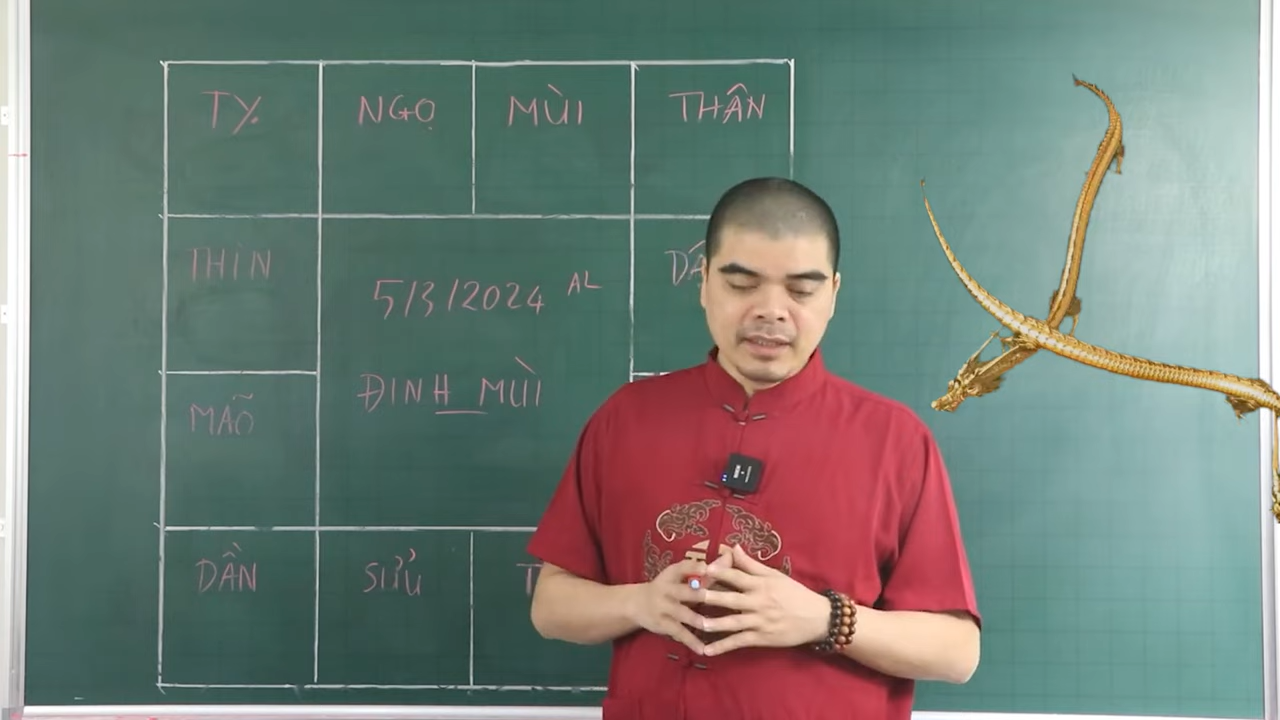 TỴ NGỌ MÙI THÂN
THÌN
5/3/2024 AL
MÃO
ĐINH MÙI
DẦN SỬU